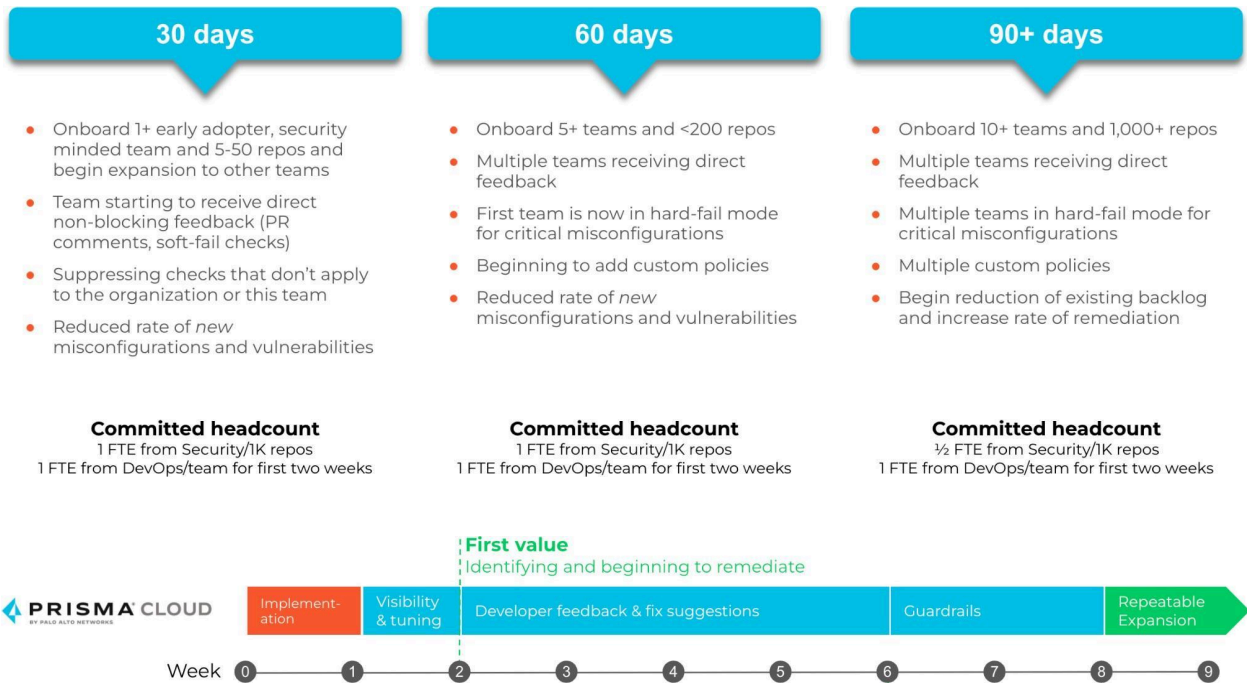 30 days
Onboard 1+ early adopter, security
minded team and 5-50 repos and
begin expansion to other teams
Team starting to receive direct
non-blocking feedback (PR
comments, soft-fail checks)
Suppressing checks that don't apply
to the organization or this team
Reduced rate of new
misconfigurations and vulnerabilities
Committed headcount
1 FTE from Security/1K repos
1 FTE from DevOps/team for first two weeks
60 days
Onboard 5+ teams and <200 repos
Multiple teams receiving direct
feedback
First team is now in hard-fail mode
for critical misconfigurations
Beginning to add custom policies
Reduced rate of new
misconfigurations and vulnerabilities
Committed headcount
1 FTE from Security/1K repos
1 FTE from DevOps/team for first two weeks
90+ days
Onboard 10+ teams and 1,000+ repos
Multiple teams receiving direct
feedback
Multiple teams in hard-fail mode for
critical misconfigurations
Multiple custom policies
Begin reduction of existing backlog
and increase rate of remediation
Committed headcount
½ FTE from Security/1K repos
1 FTE from DevOps/team for first two weeks
First value
Identifying and beginning to remediate
PRISMA CLOUD
BY PALO ALTO NETWORKS
Implement-
ation
Visibility
& tuning
Developer feedback & fix suggestions
Guardrails
Repeatable
Expansion
Week 0 1 2 3 4 5 6 7 8 9